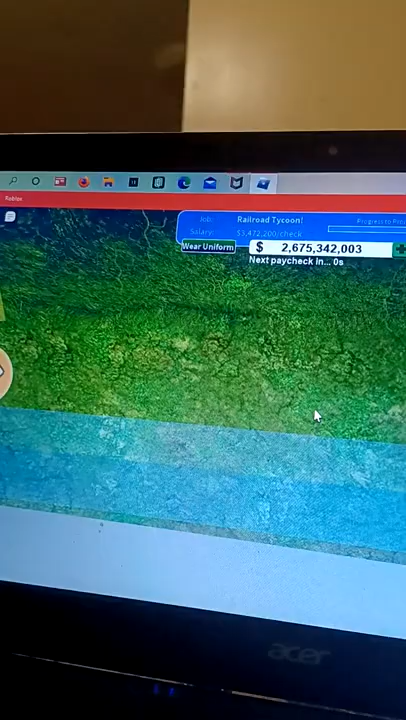 Roblox
Job: Railroad Tycoon!
Salary: $3,472,200/check
Wear Uniform
$ 2,675,342,003
Next paycheck in... 0s
acer